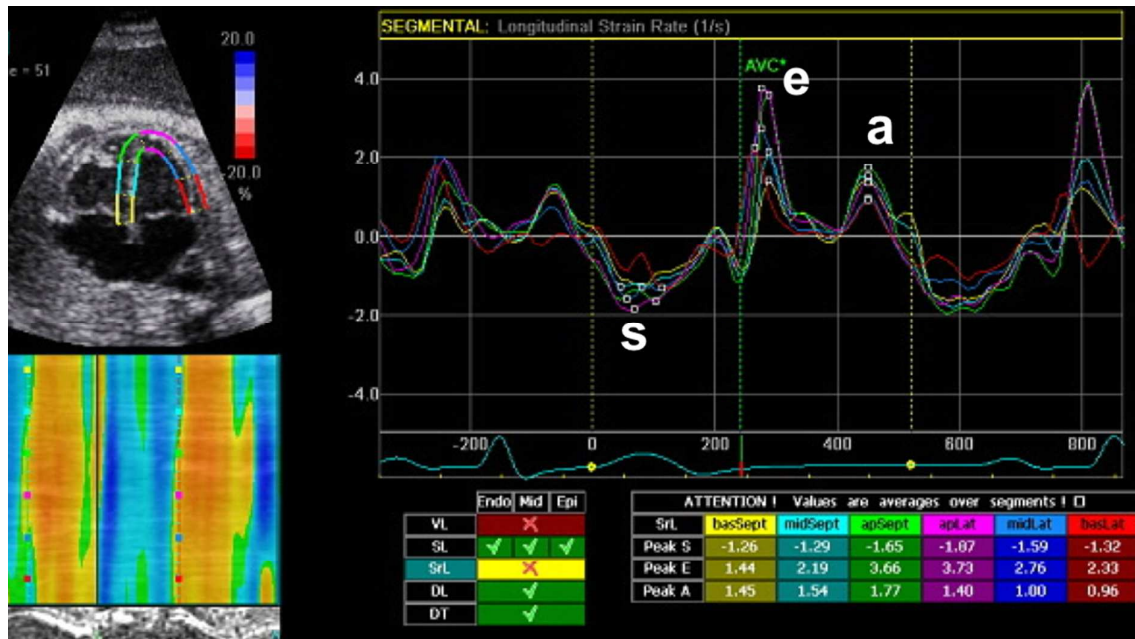 SEGMENTAL: Longitudinal Strain Rate (1/s)
20.0
e = 51
-20.0
%
4.0
2.0
0.0
-2.0
-4.0
AVC*
e
a
s
-200 0 200 400 600 800
Endo Mid Epi
VL
SL
SrL
DL
DT
ATTENTION ! Values are averages over segments !
SrL basSept midSept apSept apLat midLat basLat
Peak S -1.26 -1.29 -1.65 -1.87 -1.59 -1.32
Peak E 1.44 2.19 3.66 3.73 2.76 2.33
Peak A 1.45 1.54 1.77 1.40 1.00 0.96